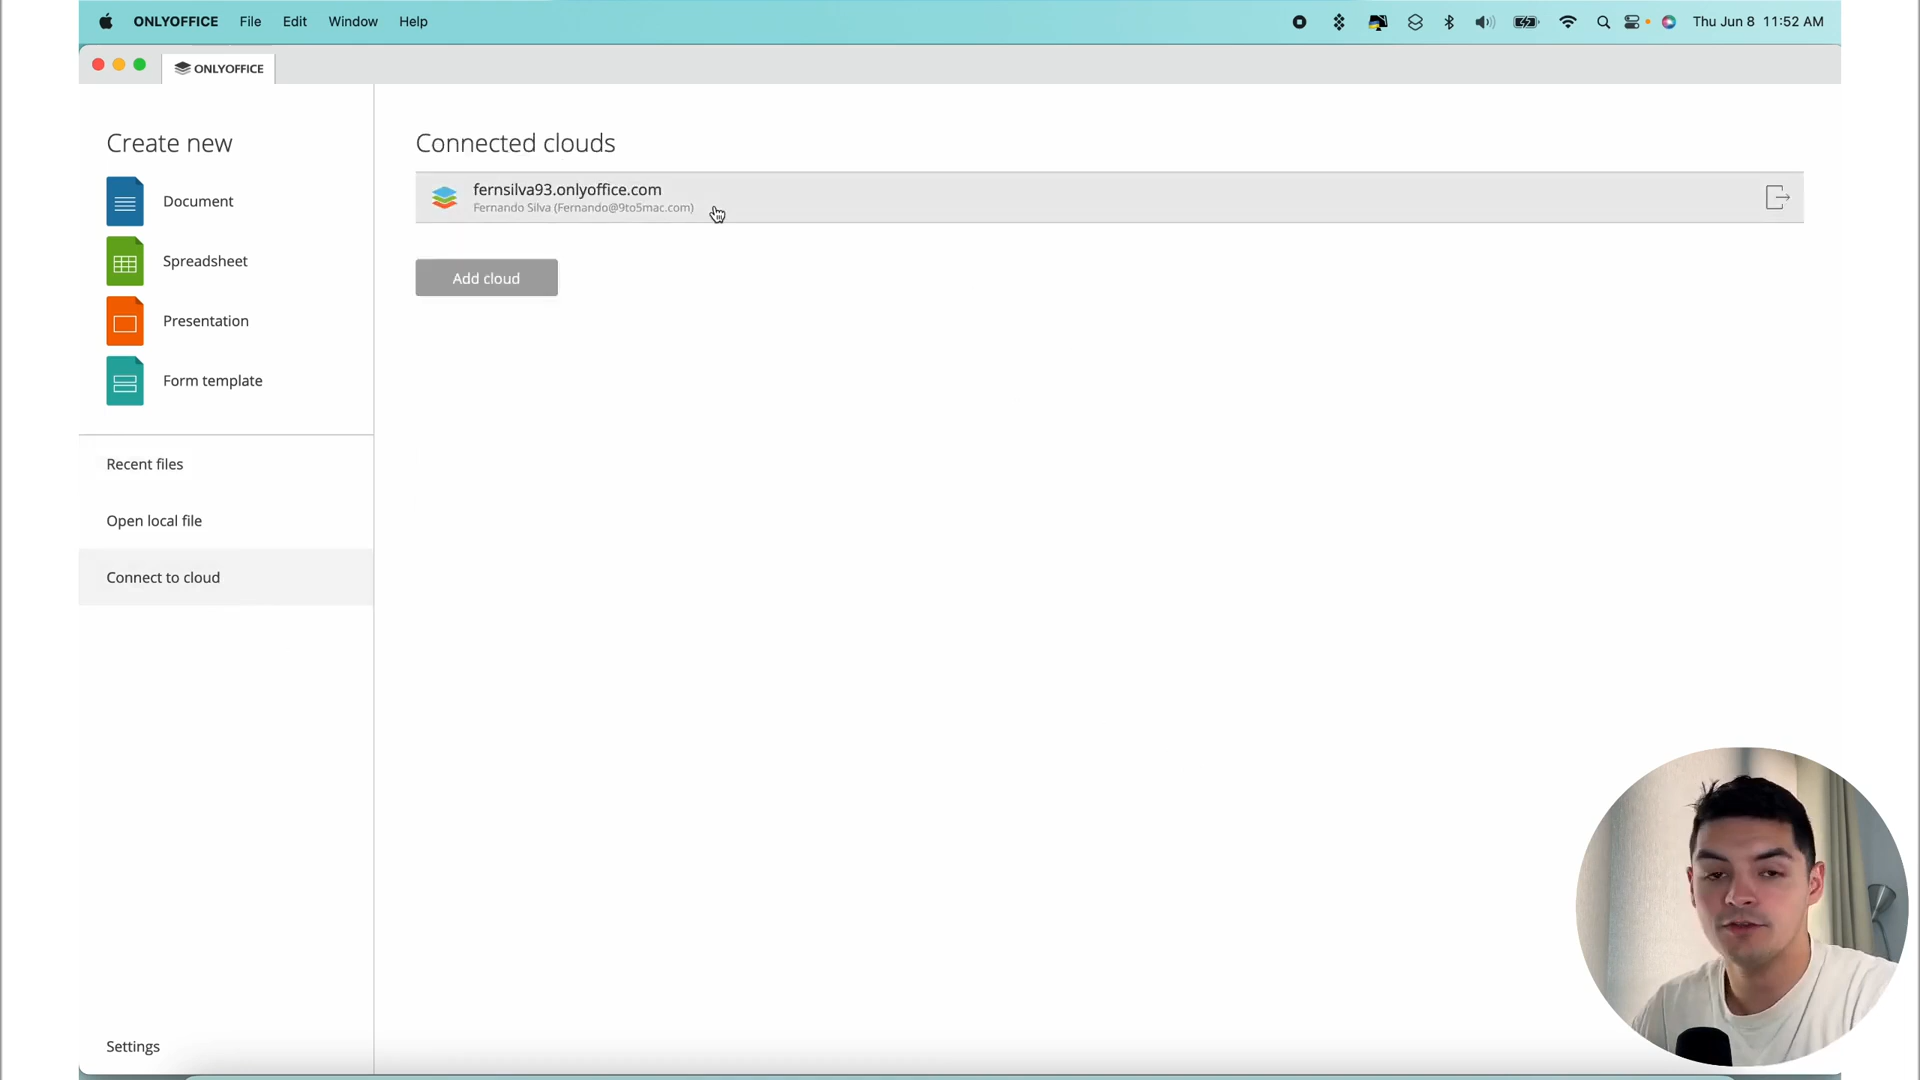 ONLYOFFICE File Edit Window Help Thu Jun 8 11:52 AM
ONLYOFFICE
Create new
Document
Spreadsheet
Presentation
Form template
Recent files
Open local file
Connect to cloud
Settings
Connected clouds
fernsilva93.onlyoffice.com
Fernando Silva (Fernando@9to5mac.com)
Add cloud